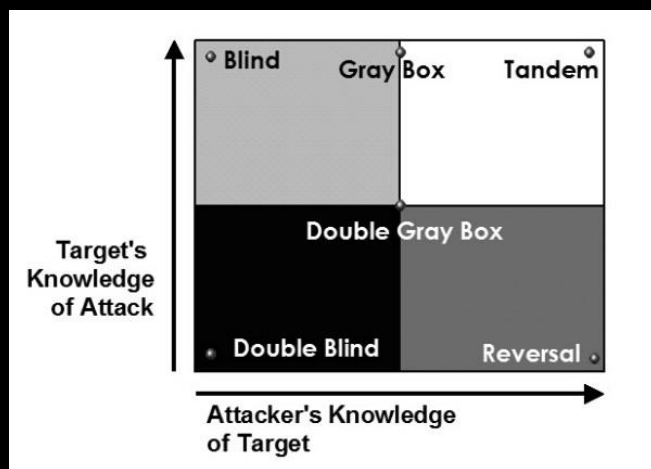 Blind
Gray Box
Tandem
Double Gray Box
Target's
Knowledge
of Attack
Double Blind
Reversal
Attacker's Knowledge
of Target